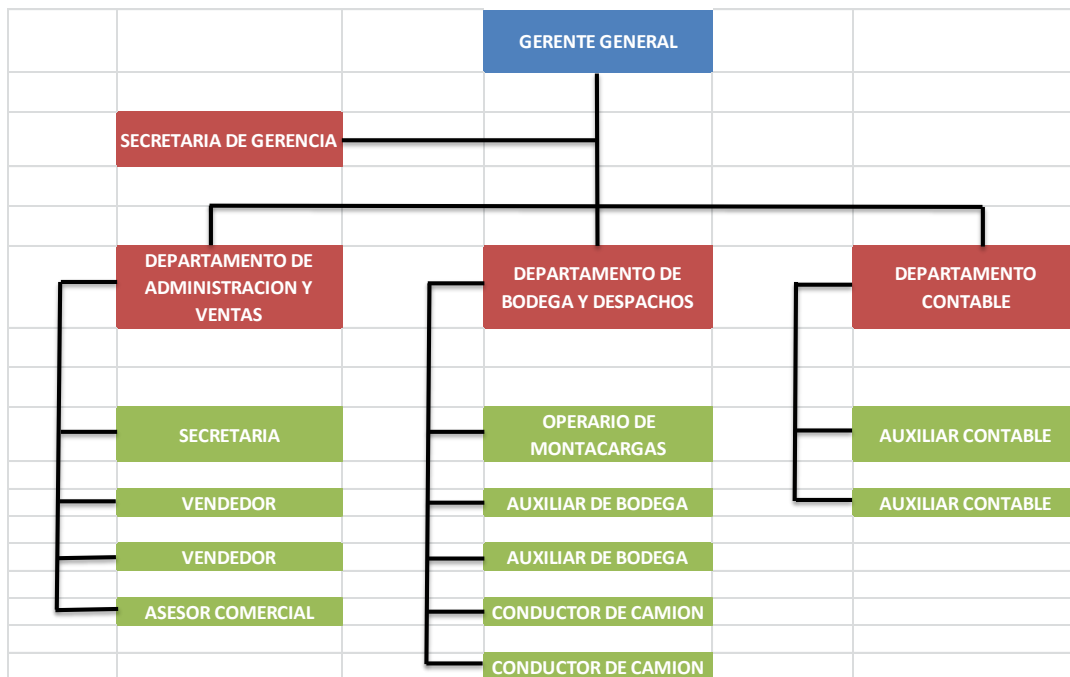 GERENTE GENERAL
SECRETARIA DE GERENCIA
DEPARTAMENTO DE
ADMINISTRACION Y
VENTAS
DEPARTAMENTO DE
BODEGA Y DESPACHOS
DEPARTAMENTO
CONTABLE
SECRETARIA
OPERARIO DE
MONTACARGAS
AUXILIAR CONTABLE
VENDEDOR
AUXILIAR DE BODEGA
AUXILIAR CONTABLE
VENDEDOR
AUXILIAR DE BODEGA
ASESOR COMERCIAL
CONDUCTOR DE CAMION
CONDUCTOR DE CAMION